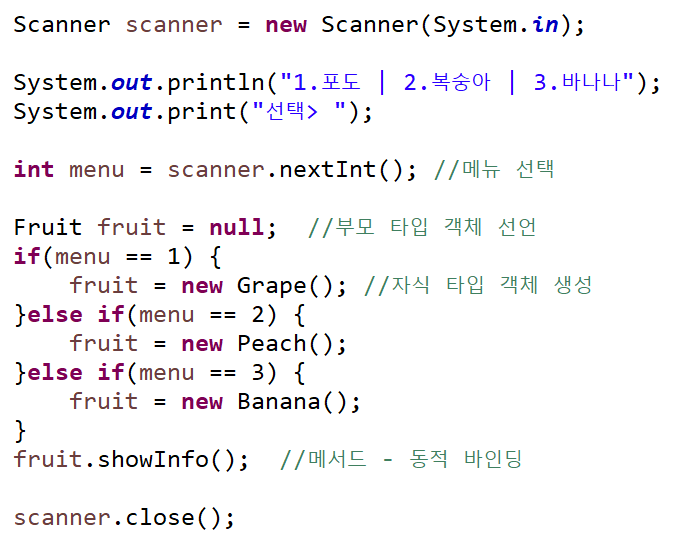 Scanner scanner = new Scanner(System.in);
System.out.println("1.포도 | 2.복숭아 | 3.바나나");
System.out.print("선택> ");
int menu = scanner.nextInt(); //메뉴 선택
Fruit fruit = null;  //부모 타입 객체 선언
if(menu == 1) {
    fruit = new Grape(); //자식 타입 객체 생성
}else if(menu == 2) {
    fruit = new Peach();
}else if(menu == 3) {
    fruit = new Banana();
}
fruit.showInfo();  //메서드 - 동적 바인딩
scanner.close();